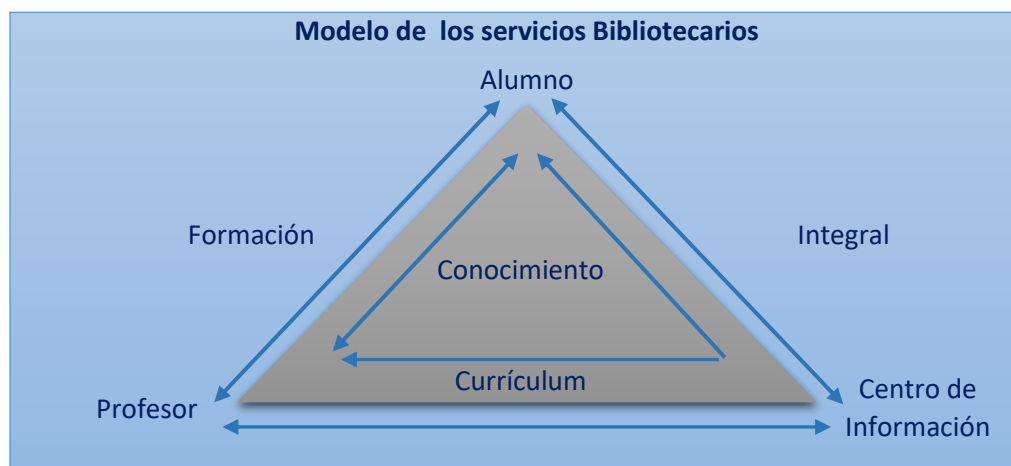 Modelo de los servicios Bibliotecarios
Alumno
Formación
Integral
Conocimiento
Currículum
Profesor
Centro de
Información